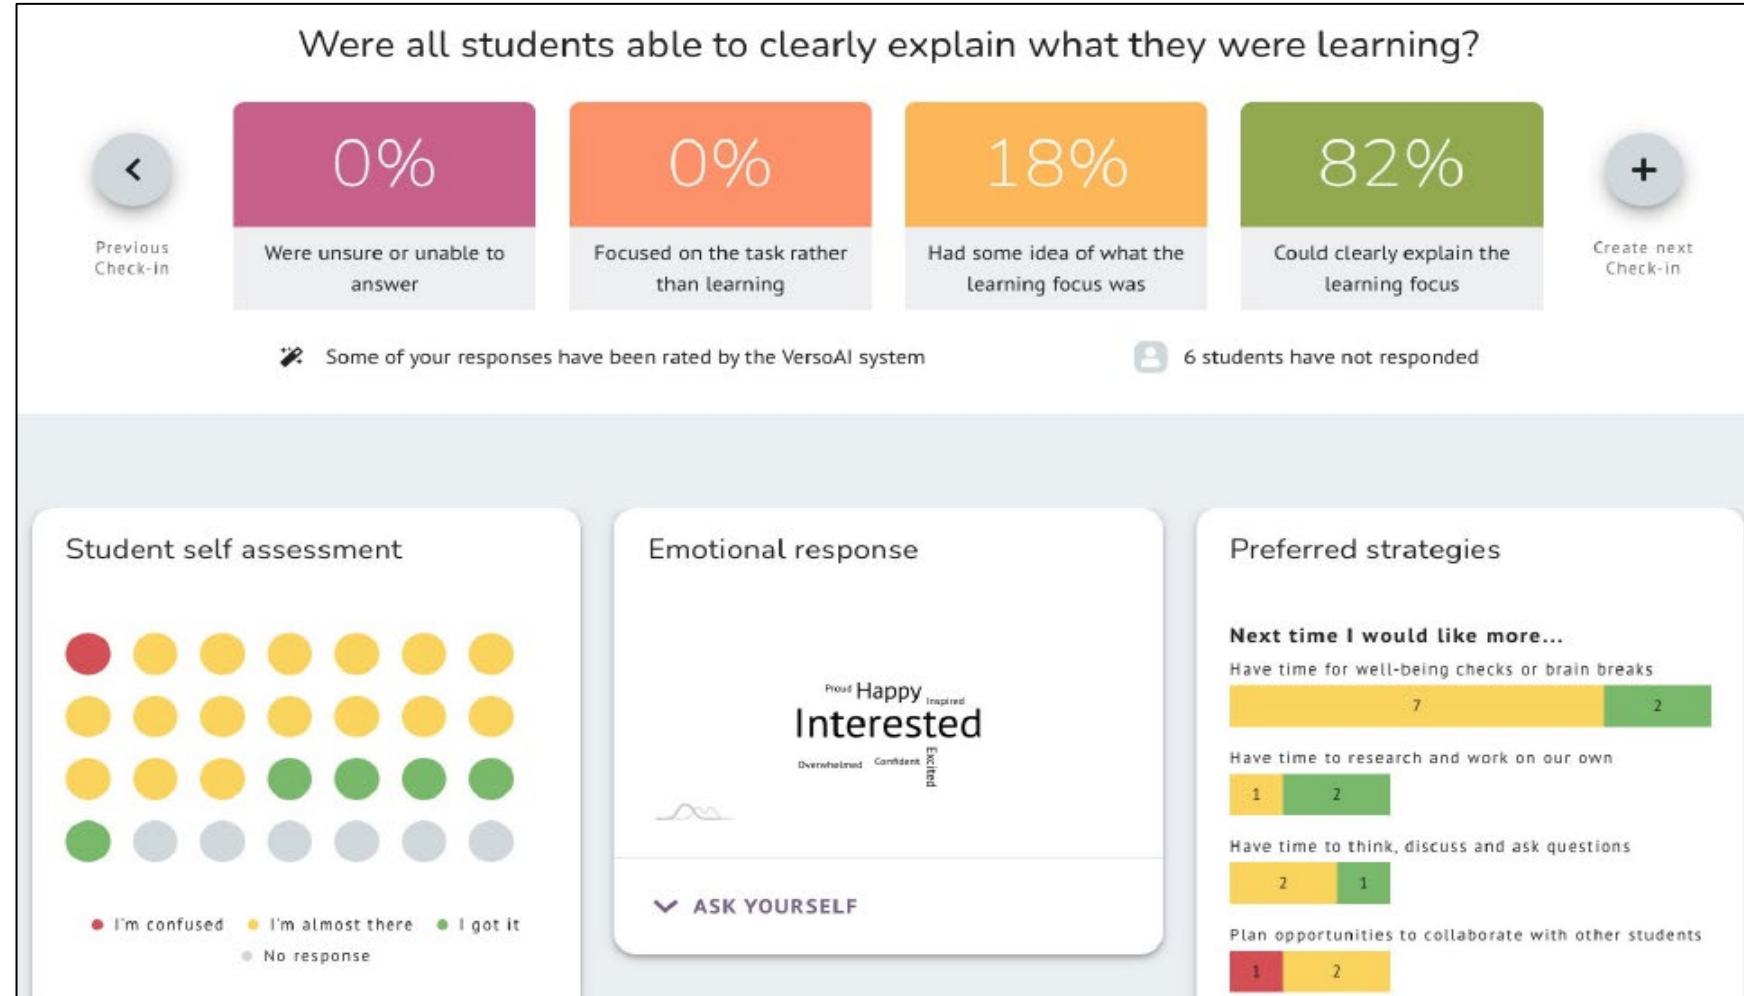 Were all students able to clearly explain what they were learning?
0%
0%
18%
82%
Previous
Check-in
Were unsure or unable to
answer
Focused on the task rather
than learning
Had some idea of what the
learning focus was
Could clearly explain the
learning focus
Create next
Check-in
Some of your responses have been rated by the VersoAI system
6 students have not responded
Student self assessment
I'm confused
I'm almost there
I got it
No response
Emotional response
Proud
Happy
Inspired
Interested
Overwhelmed
Confident
Excited
ASK YOURSELF
Preferred strategies
Next time I would like more...
Have time for well-being checks or brain breaks
7 2
Have time to research and work on our own
1 2
Have time to think, discuss and ask questions
2 1
Plan opportunities to collaborate with other students
1 2